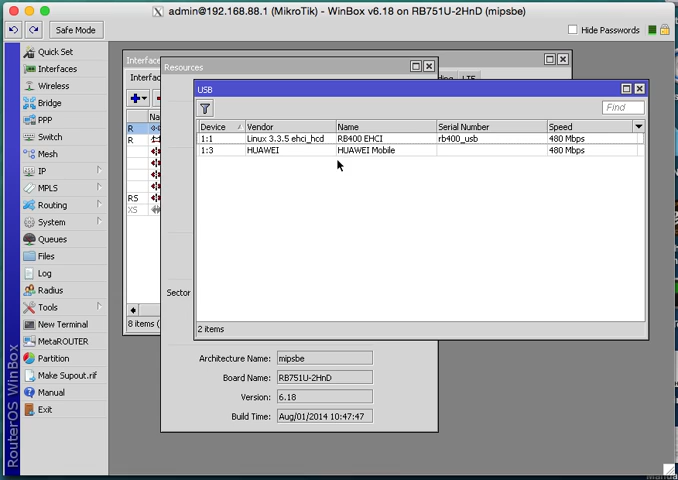 admin@192.168.88.1 (MikroTik) - WinBox v6.18 on RB751U-2HnD (mipsbe)
Safe Mode
Hide Passwords
Quick Set
Interfaces
Wireless
Bridge
PPP
Switch
Mesh
IP
MPLS
Routing
System
Queues
Files
Log
Radius
Tools
New Terminal
MetaROUTER
Partition
Make Supout.rif
Manual
Exit
RouterOS WinBox
R
R
RS
XS
8 items (
Resources
LTE
Sector
Architecture Name: mipsbe
Board Name: RB751U-2HnD
Version: 6.18
Build Time: Aug/01/2014 10:47:47
USB
Find
Device Vendor Name Serial Number Speed
1:1 Linux 3.3.5 ehci_hcd RB400 EHCI rb400_usb 480 Mbps
1:3 HUAWEI HUAWEI Mobile 480 Mbps
2 items